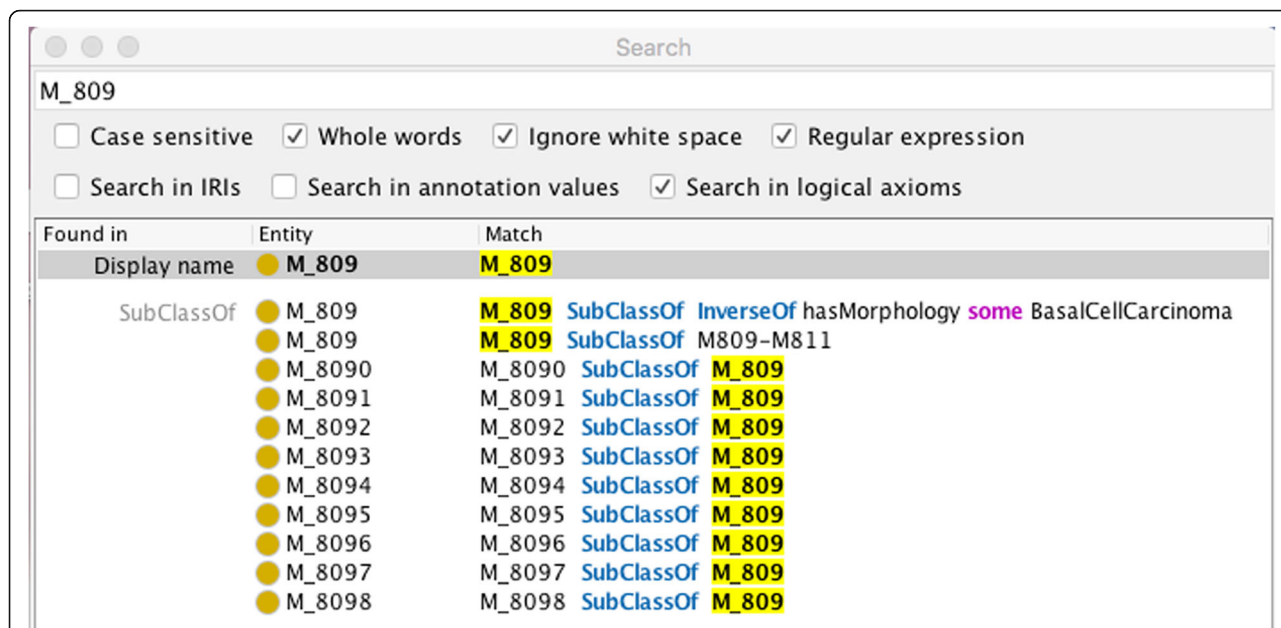 Search
M_809
Case sensitive Whole words Ignore white space Regular expression
Search in IRIs Search in annotation values Search in logical axioms
Found in Entity Match
Display name M_809 M_809
SubClassOf M_809 M_809 SubClassOf InverseOf hasMorphology some BasalCellCarcinoma
M_809 M_809 SubClassOf M809-M811
M_8090 M_8090 SubClassOf M_809
M_8091 M_8091 SubClassOf M_809
M_8092 M_8092 SubClassOf M_809
M_8093 M_8093 SubClassOf M_809
M_8094 M_8094 SubClassOf M_809
M_8095 M_8095 SubClassOf M_809
M_8096 M_8096 SubClassOf M_809
M_8097 M_8097 SubClassOf M_809
M_8098 M_8098 SubClassOf M_809